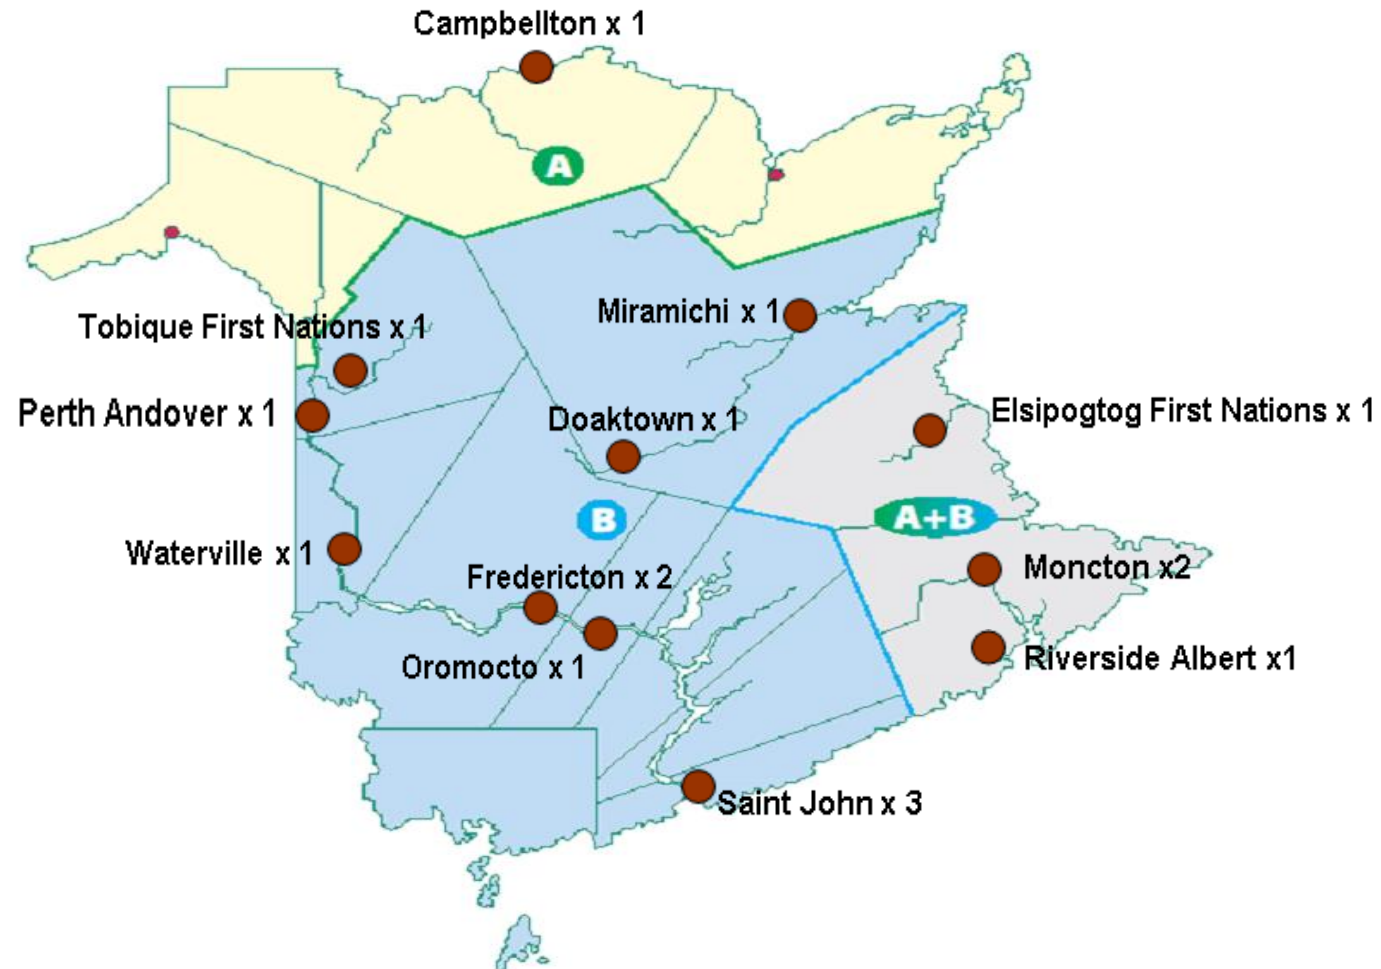 Campbellton x 1
A
Miramichi x 1
Tobique First Nations x 1
Perth Andover x 1
Doaktown x 1
Elsipogtog First Nations x 1
B
A+B
Waterville x 1
Fredericton x 2
Moncton x2
Oromocto x 1
Riverside Albert x1
Saint John x 3